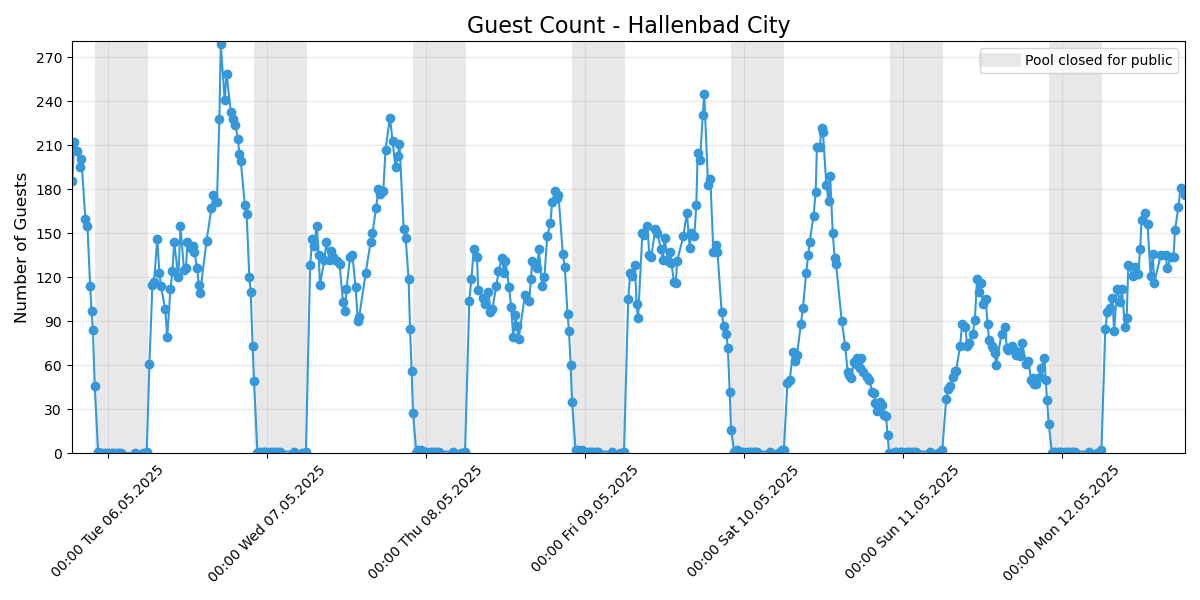 Guest Count - Hallenbad City
Pool closed for public
Number of Guests
270
240
210
180
150
120
90
60
30
0
00:00 Tue 06.05.2025
00:00 Wed 07.05.2025
00:00 Thu 08.05.2025
00:00 Fri 09.05.2025
00:00 Sat 10.05.2025
00:00 Sun 11.05.2025
00:00 Mon 12.05.2025